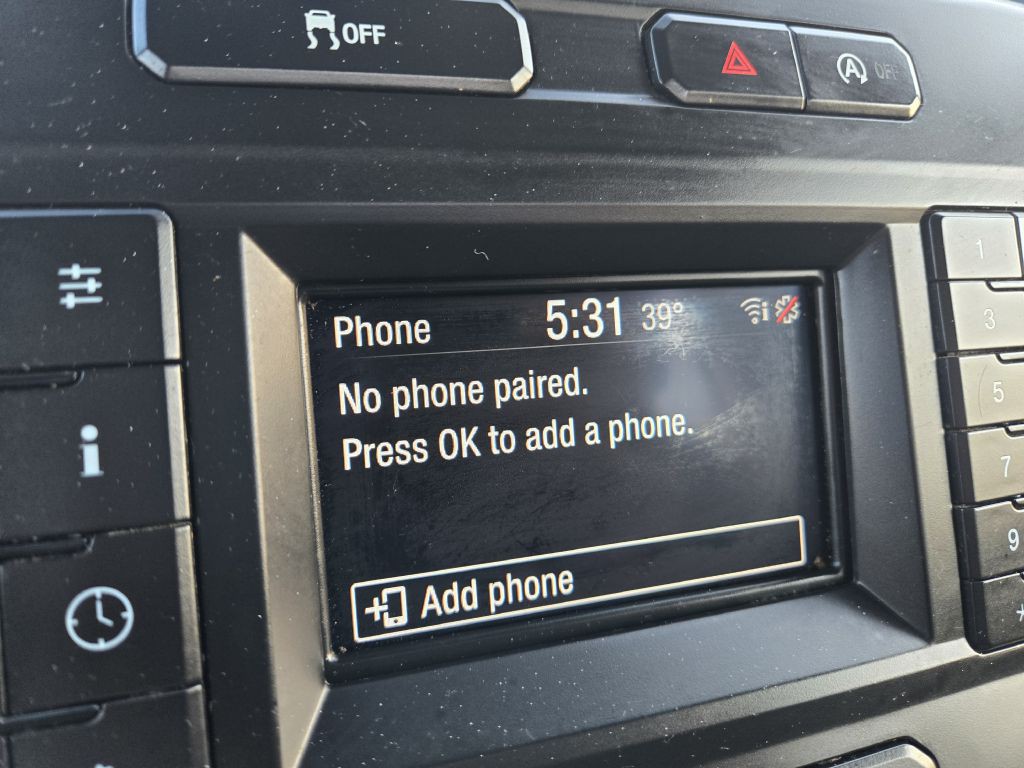 OFF
A OFF
Phone 5:31 39° i
No phone paired.
Press OK to add a phone.
Add phone
i
1
3
5
7
9
*